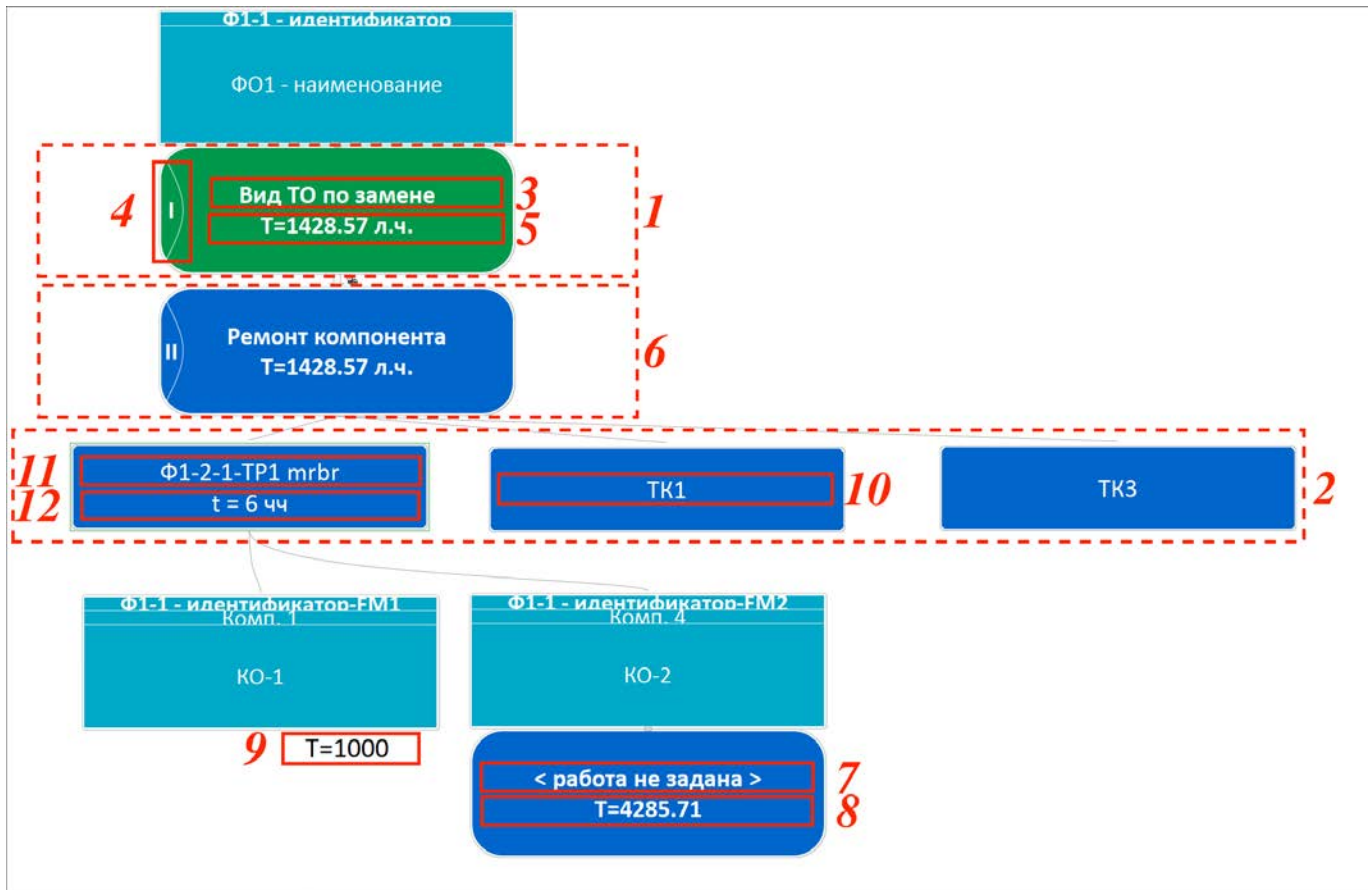 Ф1-1 - идентификатор
ФО1 - наименование
4
I
Вид ТО по замене
3
T=1428.57 л.ч.
5
1
II
Ремонт компонента
T=1428.57 л.ч.
6
11
Ф1-2-1-ТР1 mrbr
12
t = 6 чч
ТК1
10
ТК3
2
Ф1-1 - идентификатор-FM1
Комп. 1
КО-1
Ф1-1 - идентификатор-FM2
Комп. 4
КО-2
9
T=1000
< работа не задана >
7
T=4285.71
8